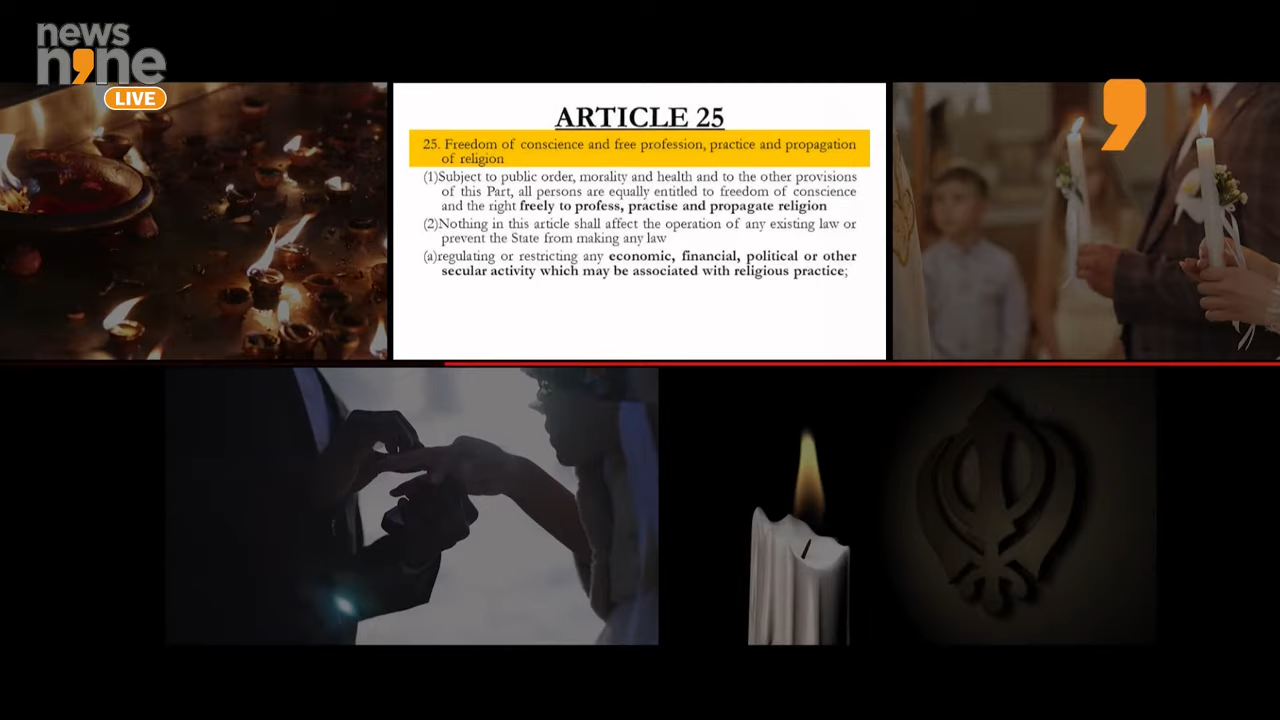 news
n9ne
LIVE
ARTICLE 25
25. Freedom of conscience and free profession, practice and propagation
of religion
(1)Subject to public order, morality and health and to the other provisions
of this Part, all persons are equally entitled to freedom of conscience
and the right freely to profess, practise and propagate religion
(2)Nothing in this article shall affect the operation of any existing law or
prevent the State from making any law
(a)regulating or restricting any economic, financial, political or other
secular activity which may be associated with religious practice;